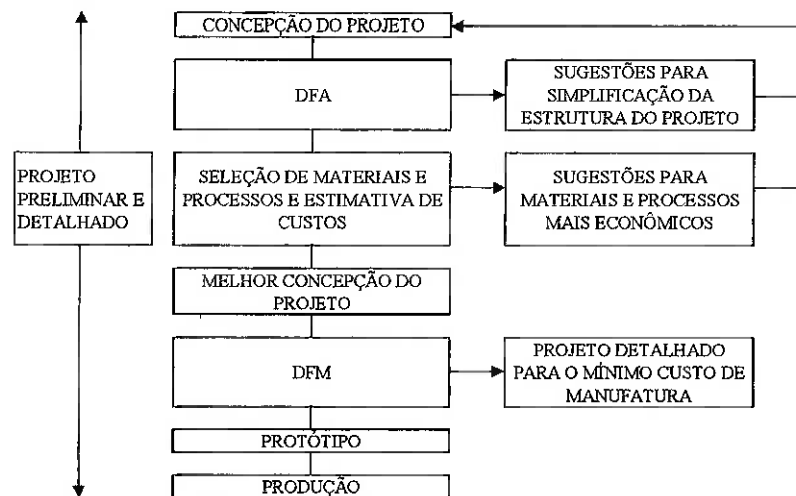 CONCEPÇÃO DO PROJETO
DFA
SUGESTÕES PARA
SIMPLIFICAÇÃO DA
ESTRUTURA DO PROJETO
PROJETO
PRELIMINAR E
DETALHADO
SELEÇÃO DE MATERIAIS E
PROCESSOS E ESTIMATIVA DE
CUSTOS
SUGESTÕES PARA
MATERIAIS E PROCESSOS
MAIS ECONÔMICOS
MELHOR CONCEPÇÃO DO
PROJETO
DFM
PROJETO DETALHADO
PARA O MÍNIMO CUSTO DE
MANUFATURA
PROTÓTIPO
PRODUÇÃO